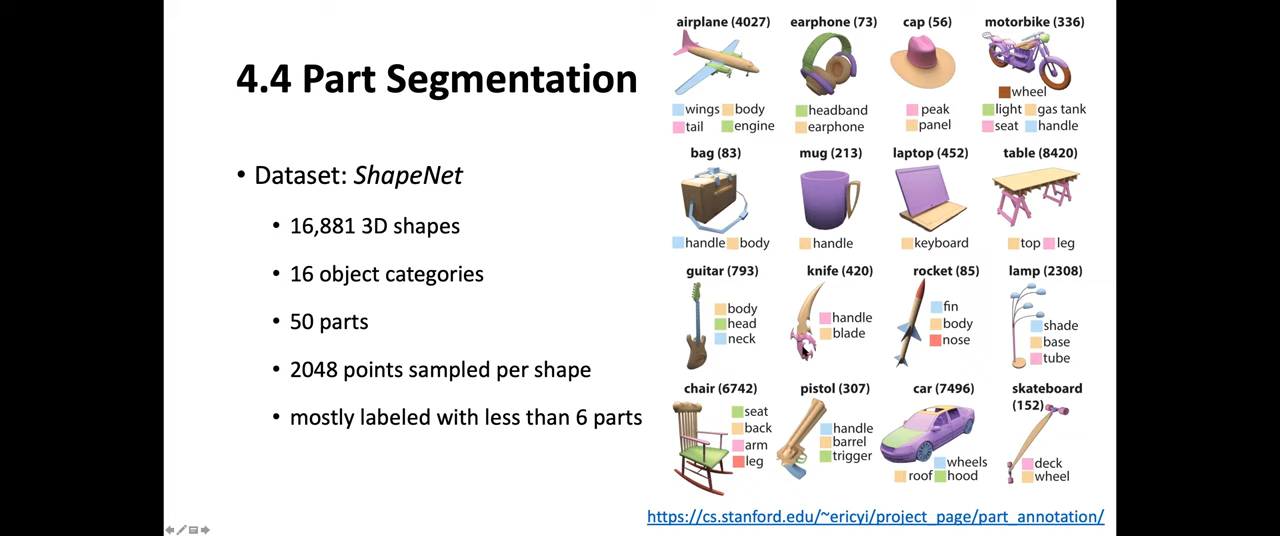 4.4 Part Segmentation
• Dataset: ShapeNet
• 16,881 3D shapes
• 16 object categories
• 50 parts
• 2048 points sampled per shape
• mostly labeled with less than 6 parts
airplane (4027)
wings body
tail engine
earphone (73)
headband
earphone
cap (56)
peak
panel
motorbike (336)
wheel
light gas tank
seat handle
bag (83)
handle body
mug (213)
handle
laptop (452)
keyboard
table (8420)
top leg
guitar (793)
body
head
neck
knife (420)
handle
blade
rocket (85)
fin
body
nose
lamp (2308)
shade
base
tube
chair (6742)
seat
back
arm
leg
pistol (307)
handle
barrel
trigger
car (7496)
wheels
roof hood
skateboard
(152)
deck
wheel
https://cs.stanford.edu/~ericyi/project_page/part_annotation/